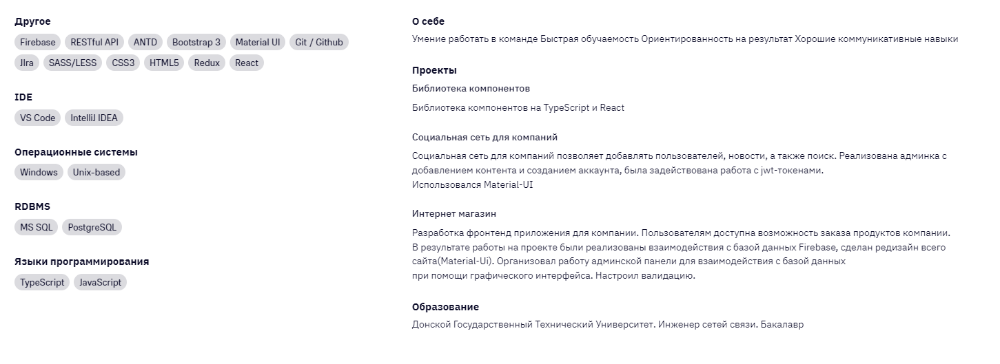 Другое
Firebase RESTful API ANTD Bootstrap 3 Material UI Git / Github
JIra SASS/LESS CSS3 HTML5 Redux React
IDE
VS Code IntelliJ IDEA
Операционные системы
Windows Unix-based
RDBMS
MS SQL PostgreSQL
Языки программирования
TypeScript JavaScript
О себе
Умение работать в команде Быстрая обучаемость Ориентированность на результат Хорошие коммуникативные навыки
Проекты
Библиотека компонентов
Библиотека компонентов на TypeScript и React
Социальная сеть для компаний
Социальная сеть для компаний позволяет добавлять пользователей, новости, а также поиск. Реализована админка с
добавлением контента и созданием аккаунта, была задействована работа с jwt-токенами.
Использовался Material-UI
Интернет магазин
Разработка фронтенд приложения для компании. Пользователям доступна возможность заказа продуктов компании.
В результате работы на проекте были реализованы взаимодействия с базой данных Firebase, сделан редизайн всего
сайта(Material-Ui). Организовал работу админской панели для взаимодействия с базой данных
при помощи графического интерфейса. Настроил валидацию.
Образование
Донской Государственный Технический Университет. Инженер сетей связи. Бакалавр